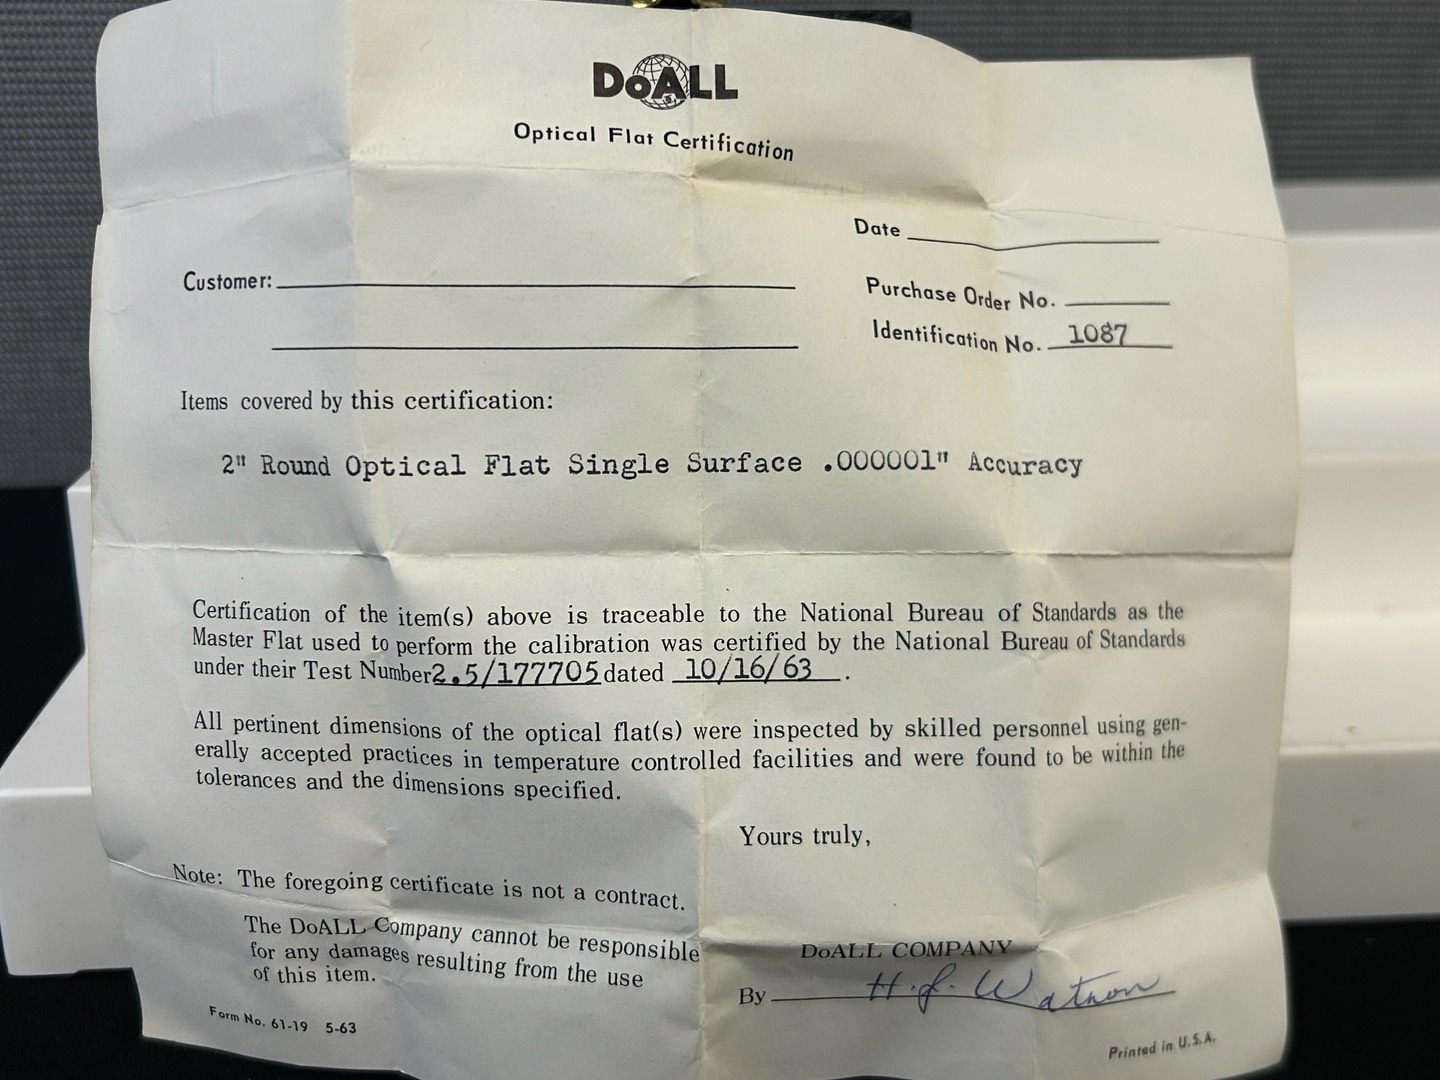 DoALL
Optical Flat Certification
Date
Customer:
Purchase Order No.
Identification No. 1087
Items covered by this certification:
2" Round Optical Flat Single Surface .000001" Accuracy
Certification of the item(s) above is traceable to the National Bureau of Standards as the
Master Flat used to perform the calibration was certified by the National Bureau of Standards
under their Test Number 2.5/177705 dated 10/16/63.
All pertinent dimensions of the optical flat(s) were inspected by skilled personnel using gen-
erally accepted practices in temperature controlled facilities and were found to be within the
tolerances and the dimensions specified.
Yours truly,
Note: The foregoing certificate is not a contract.
The DoALL Company cannot be responsible
for any damages resulting from the use
of this item.
DoALL COMPANY
By H. J. Watson
Form No. 61-19 5-63
Printed in U.S.A.